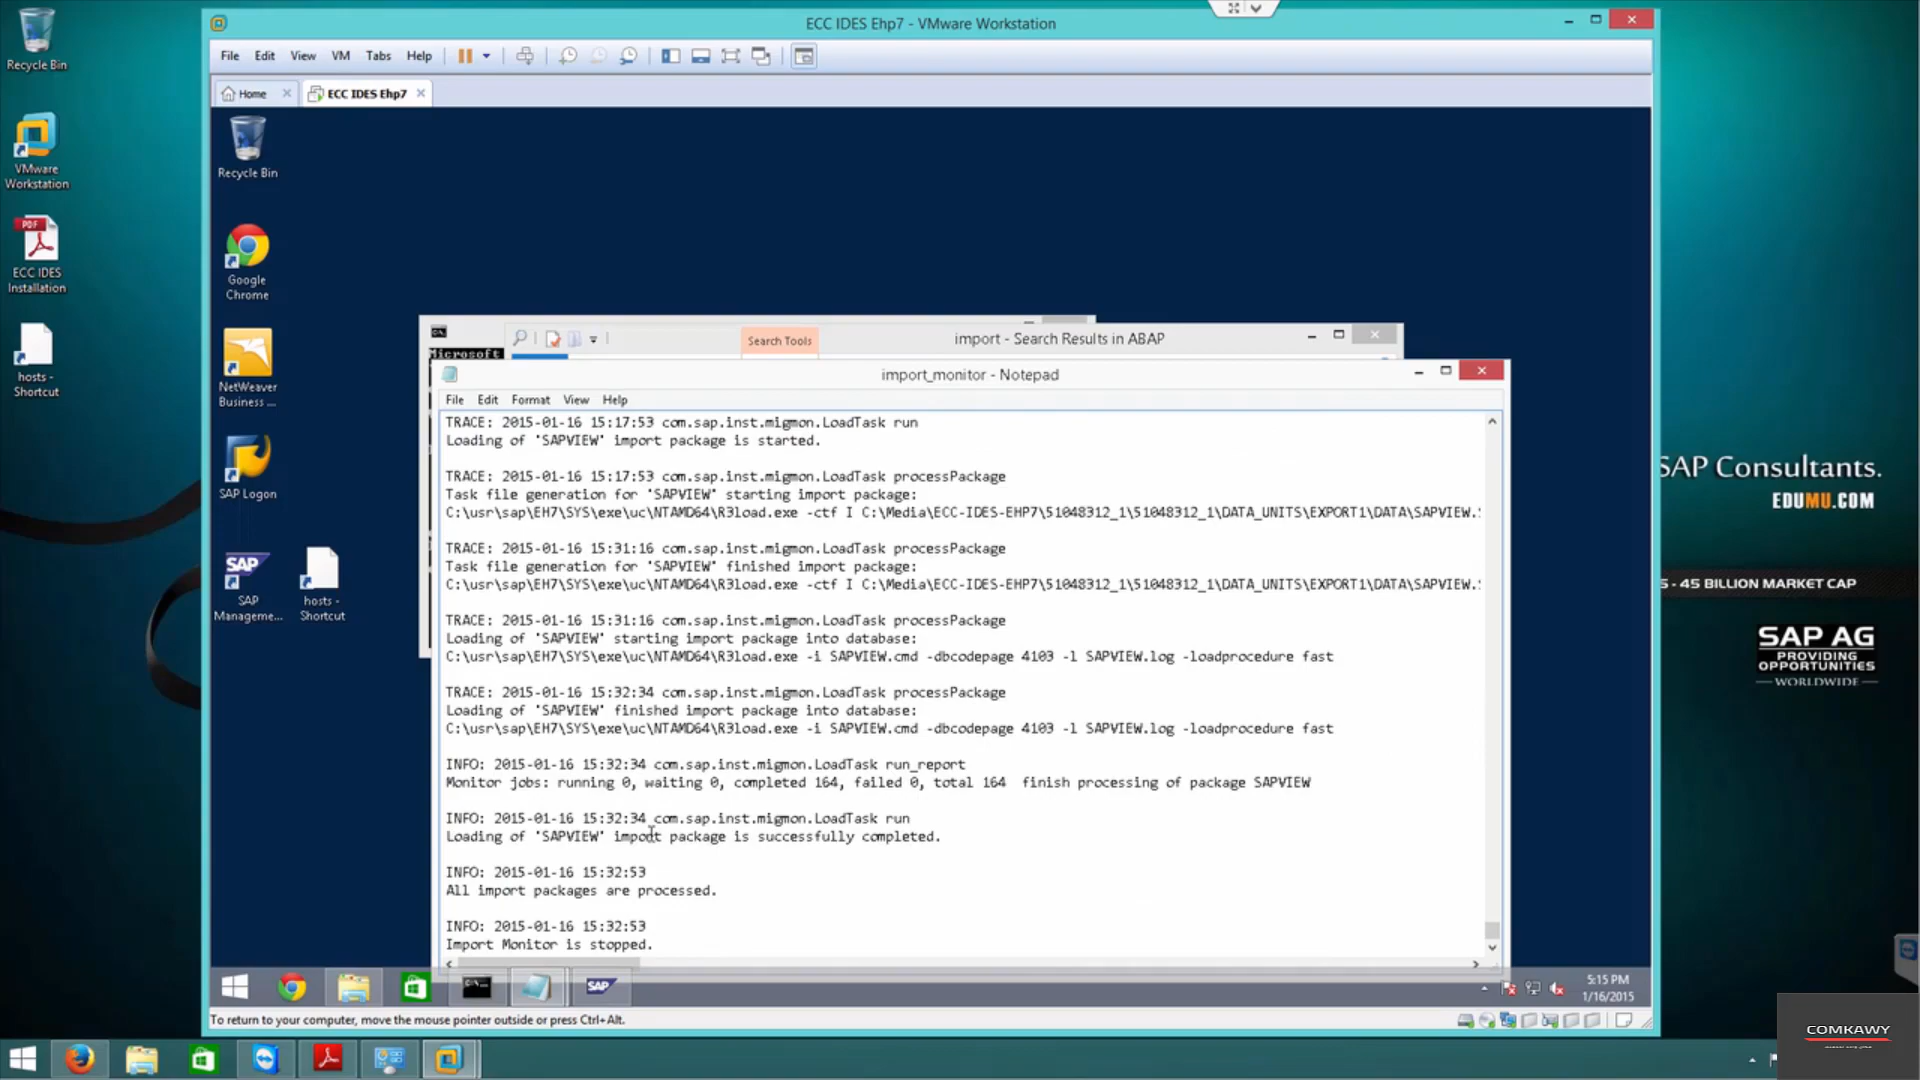 ECC IDES Ehp7 - VMware Workstation
File Edit View VM Tabs Help
Home
ECC IDES Ehp7
Recycle Bin
VMware
Workstation
ECC IDES
Installation
hosts -
Shortcut
Recycle Bin
Google
Chrome
NetWeaver
Business ...
SAP Logon
SAP
SAP
Manageme...
hosts -
Shortcut
Microsoft
Search Tools
import - Search Results in ABAP
import_monitor - Notepad
File Edit Format View Help
TRACE: 2015-01-16 15:17:53 com.sap.inst.migmon.LoadTask run
Loading of 'SAPVIEW' import package is started.
TRACE: 2015-01-16 15:17:53 com.sap.inst.migmon.LoadTask processPackage
Task file generation for 'SAPVIEW' starting import package:
C:\usr\sap\EH7\SYS\exe\uc\NTAMD64\R3load.exe -ctf I C:\Media\ECC-IDES-EHP7\51048312_1\51048312_1\DATA_UNITS\EXPORT1\DATA\SAPVIEW.
TRACE: 2015-01-16 15:31:16 com.sap.inst.migmon.LoadTask processPackage
Task file generation for 'SAPVIEW' finished import package:
C:\usr\sap\EH7\SYS\exe\uc\NTAMD64\R3load.exe -ctf I C:\Media\ECC-IDES-EHP7\51048312_1\51048312_1\DATA_UNITS\EXPORT1\DATA\SAPVIEW.
TRACE: 2015-01-16 15:31:16 com.sap.inst.migmon.LoadTask processPackage
Loading of 'SAPVIEW' starting import package into database:
C:\usr\sap\EH7\SYS\exe\uc\NTAMD64\R3load.exe -i SAPVIEW.cmd -dbcodepage 4103 -l SAPVIEW.log -loadprocedure fast
TRACE: 2015-01-16 15:32:34 com.sap.inst.migmon.LoadTask processPackage
Loading of 'SAPVIEW' finished import package into database:
C:\usr\sap\EH7\SYS\exe\uc\NTAMD64\R3load.exe -i SAPVIEW.cmd -dbcodepage 4103 -l SAPVIEW.log -loadprocedure fast
INFO: 2015-01-16 15:32:34 com.sap.inst.migmon.LoadTask run_report
Monitor jobs: running 0, waiting 0, completed 164, failed 0, total 164  finish processing of package SAPVIEW
INFO: 2015-01-16 15:32:34 com.sap.inst.migmon.LoadTask run
Loading of 'SAPVIEW' import package is successfully completed.
INFO: 2015-01-16 15:32:53
All import packages are processed.
INFO: 2015-01-16 15:32:53
Import Monitor is stopped.
SAP
5:15 PM
1/16/2015
To return to your computer, move the mouse pointer outside or press Ctrl+Alt.
SAP Consultants.
EDUMU.COM
- 45 BILLION MARKET CAP
SAP AG
PROVIDING
OPPORTUNITIES
— WORLDWIDE —
COMKAWY